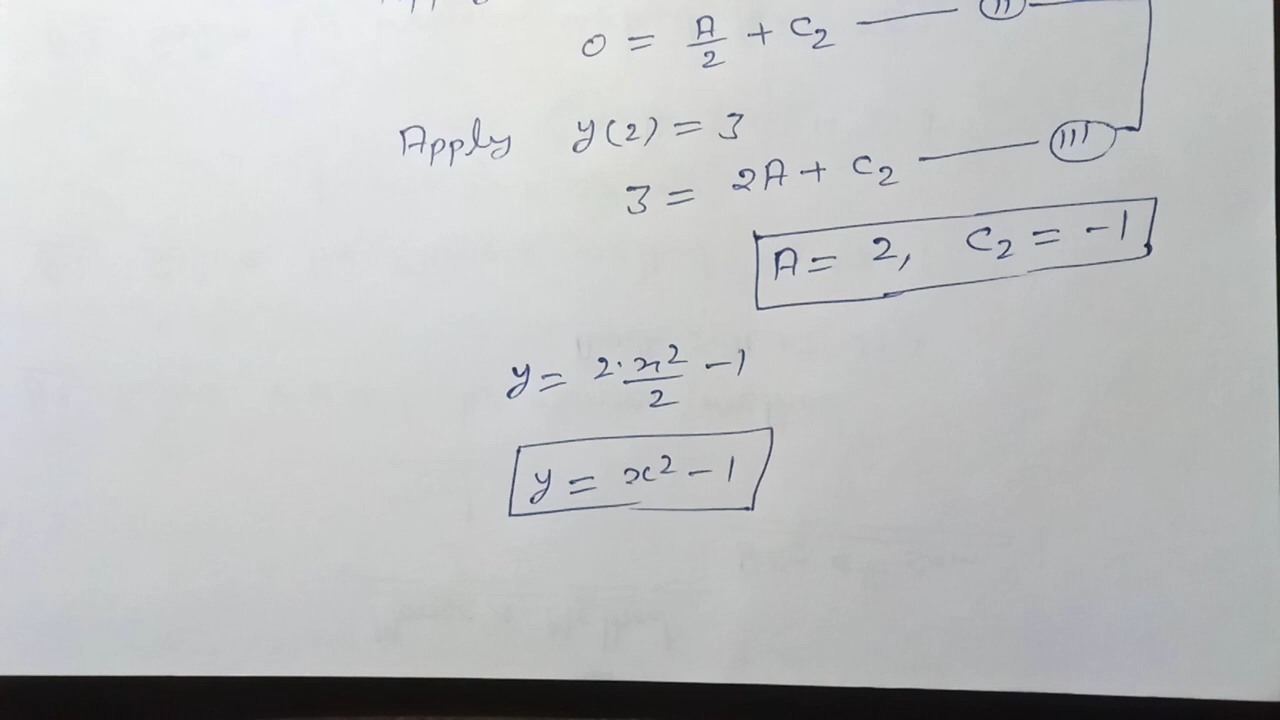 0 = A/2 + C₂ —— (ii)
Apply y(2) = 3
3 = 2A + C₂ —— (iii)
A = 2, C₂ = -1
y = 2·x²/2 - 1
y = x² - 1